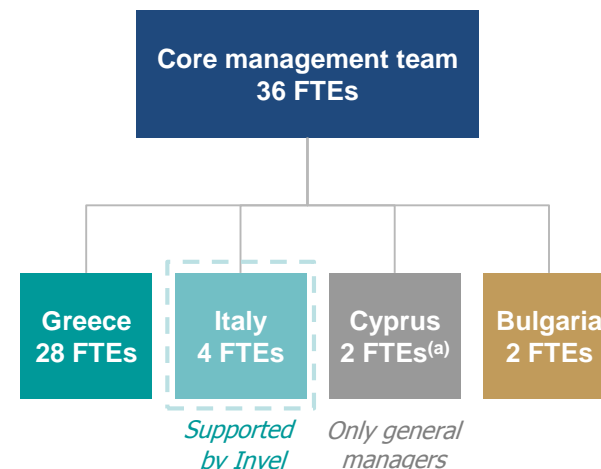 Core management team
36 FTEs
Greece
28 FTEs
Italy
4 FTEs
Cyprus
2 FTEs(a)
Bulgaria
2 FTEs
Supported
by Invel
Only general
managers